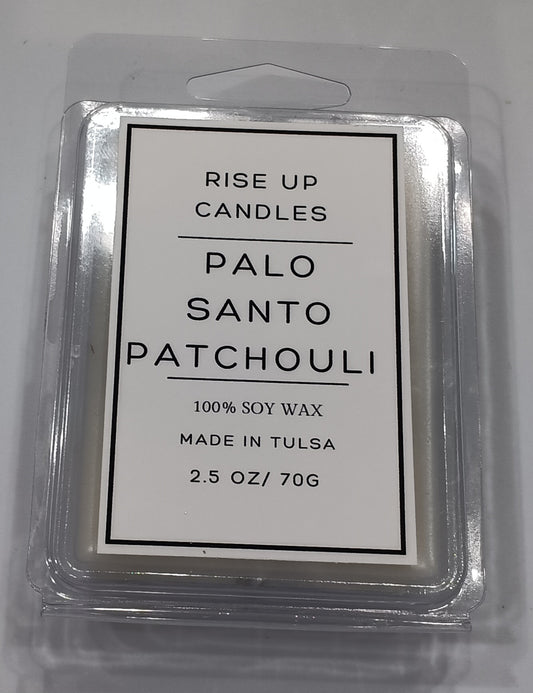 RISE UP
CANDLES
PALO
SANTO
PATCHOULI
100% SOY WAX
MADE IN TULSA
2.5 OZ/ 70G